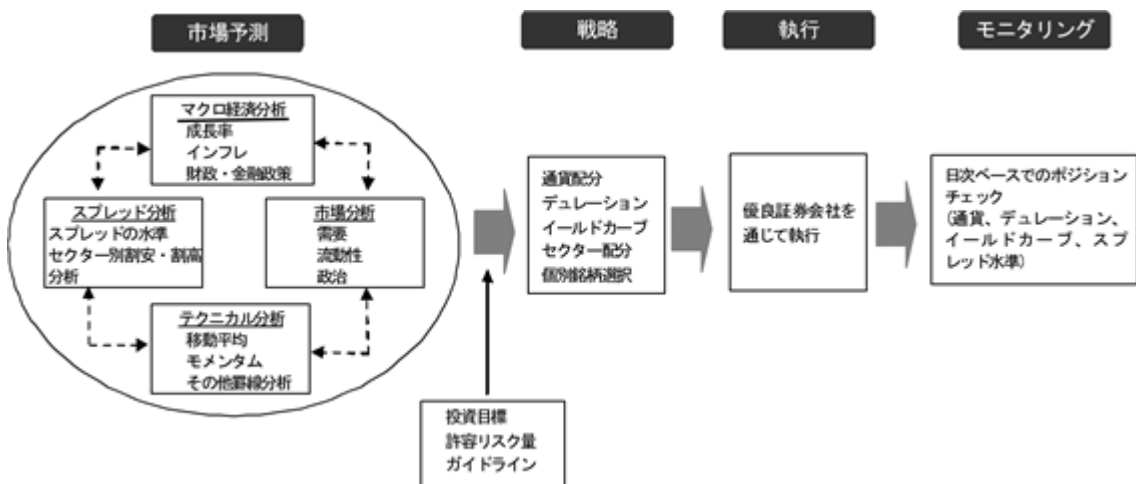 市場予測
戦略
執行
モニタリング
マクロ経済分析
成長率
インフレ
財政・金融政策
スプレッド分析
スプレッドの水準
セクター別割安・割高
分析
市場分析
需要
流動性
政治
テクニカル分析
移動平均
モメンタム
その他罫線分析
通貨配分
デュレーション
イールドカーブ
セクター配分
個別銘柄選択
投資目標
許容リスク量
ガイドライン
優良証券会社を
通じて執行
日次ベースでのポジション
チェック
(通貨、デュレーション、
イールドカーブ、スプ
レッド水準)